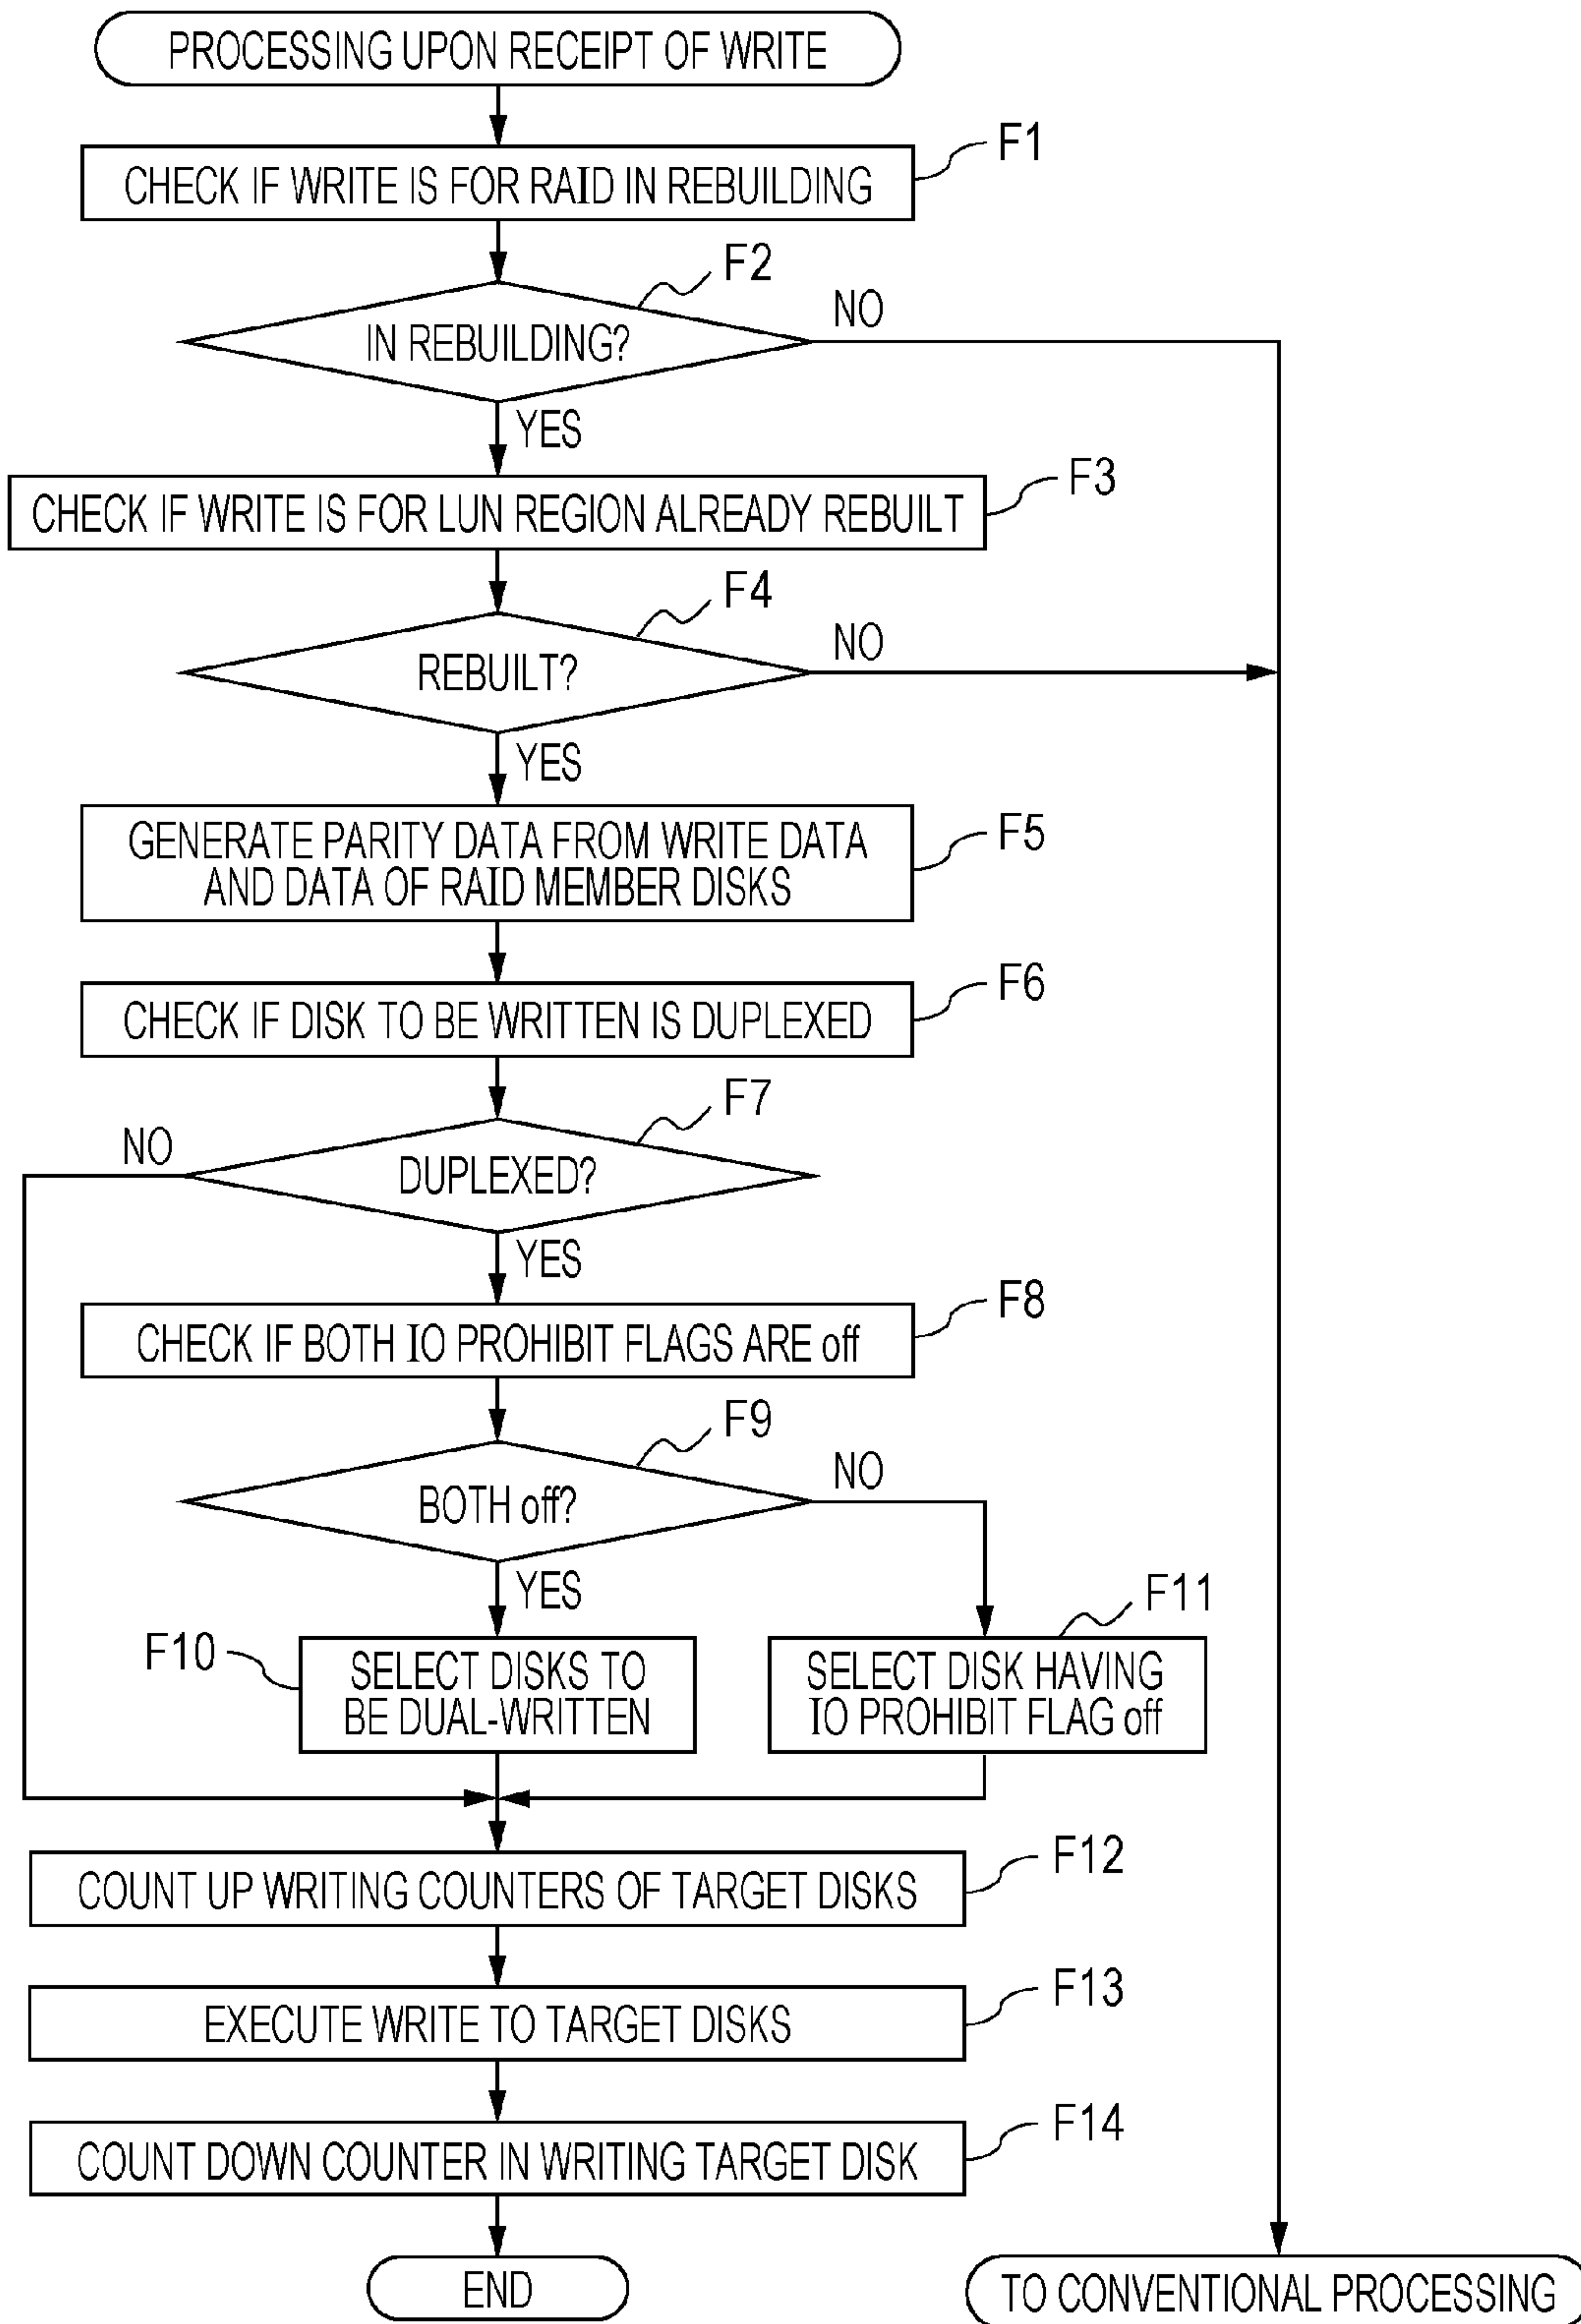 PROCESSING UPON RECEIPT OF WRITE
F1
CHECK IF WRITE IS FOR RAID IN REBUILDING
F2
IN REBUILDING?
NO
YES
F3
CHECK IF WRITE IS FOR LUN REGION ALREADY REBUILT
F4
REBUILT?
NO
YES
F5
GENERATE PARITY DATA FROM WRITE DATA
AND DATA OF RAID MEMBER DISKS
F6
CHECK IF DISK TO BE WRITTEN IS DUPLEXED
F7
NO
DUPLEXED?
YES
F8
CHECK IF BOTH IO PROHIBIT FLAGS ARE off
F9
BOTH off?
NO
YES
F10
SELECT DISKS TO
BE DUAL-WRITTEN
F11
SELECT DISK HAVING
IO PROHIBIT FLAG off
F12
COUNT UP WRITING COUNTERS OF TARGET DISKS
F13
EXECUTE WRITE TO TARGET DISKS
F14
COUNT DOWN COUNTER IN WRITING TARGET DISK
END
TO CONVENTIONAL PROCESSING